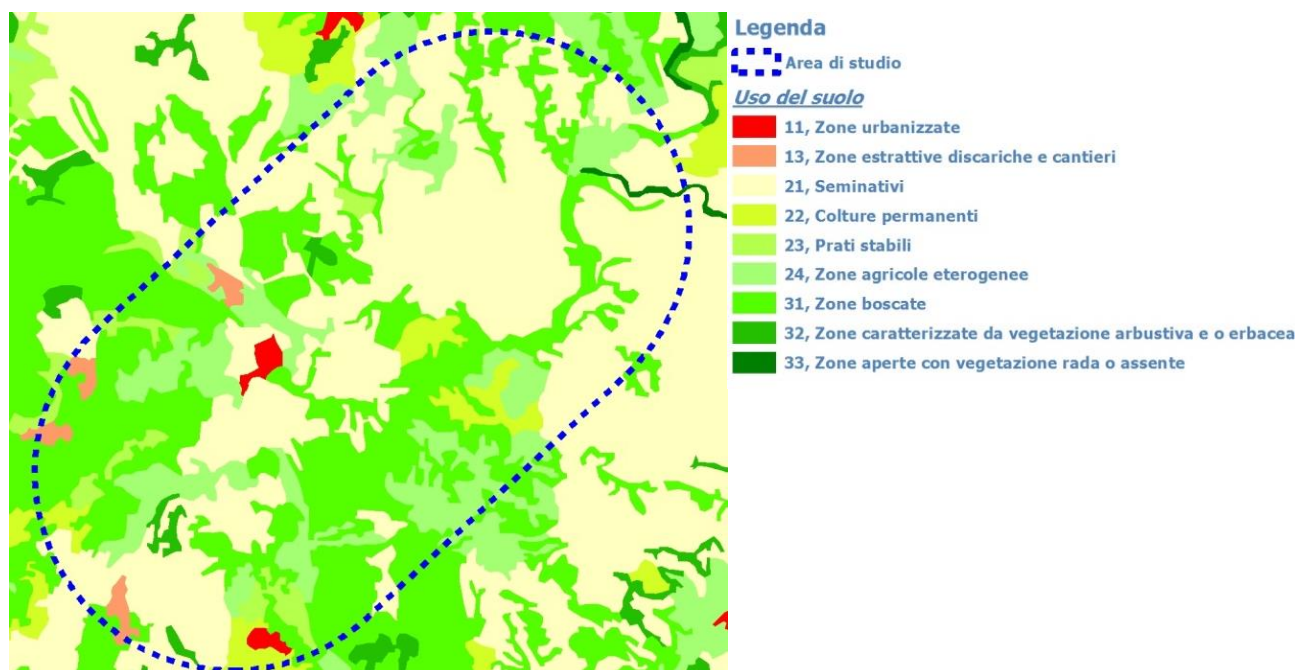 Legenda
Area di studio
Uso del suolo
11, Zone urbanizzate
13, Zone estrattive discariche e cantieri
21, Seminativi
22, Colture permanenti
23, Prati stabili
24, Zone agricole eterogenee
31, Zone boscate
32, Zone caratterizzate da vegetazione arbustiva e o erbacea
33, Zone aperte con vegetazione rada o assente